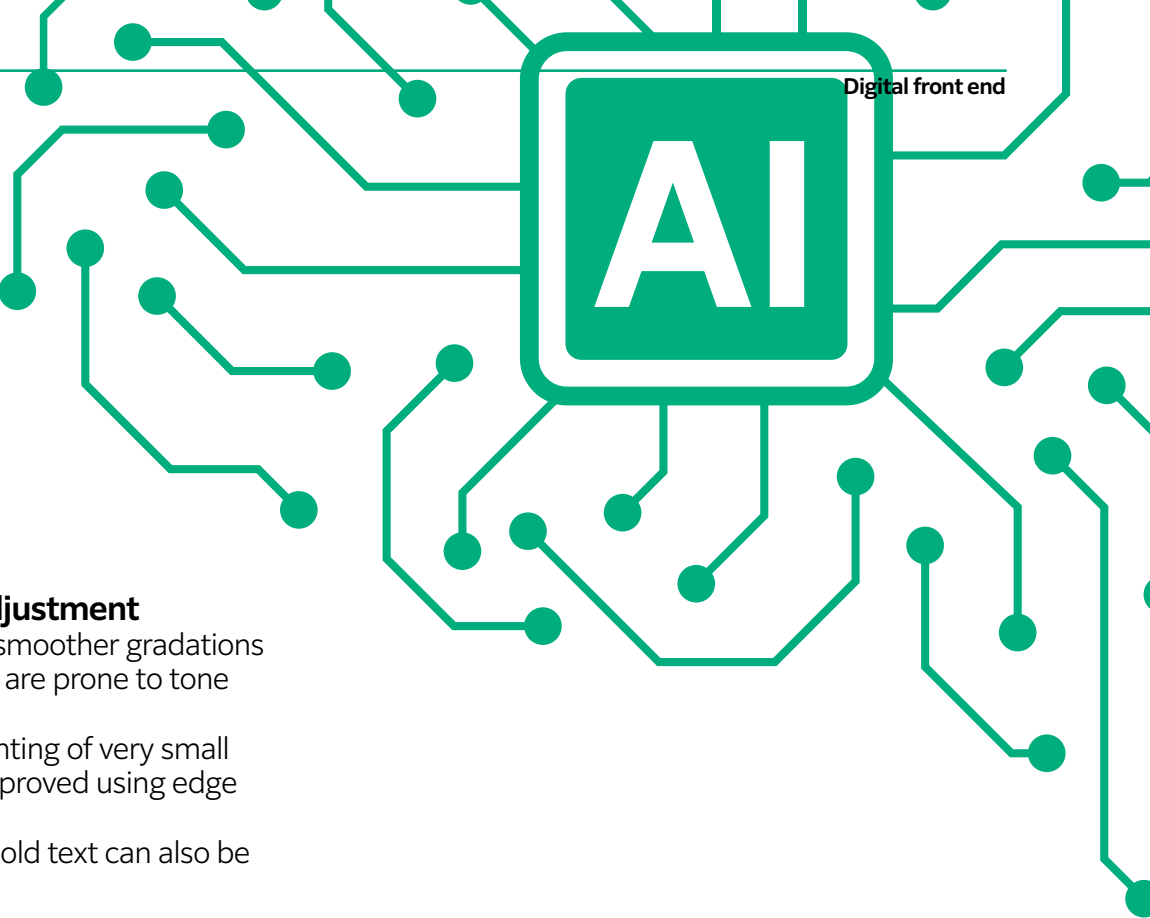 Digital front end
AI
djustment
smoother gradations
are prone to tone
nting of very small
proved using edge
old text can also be